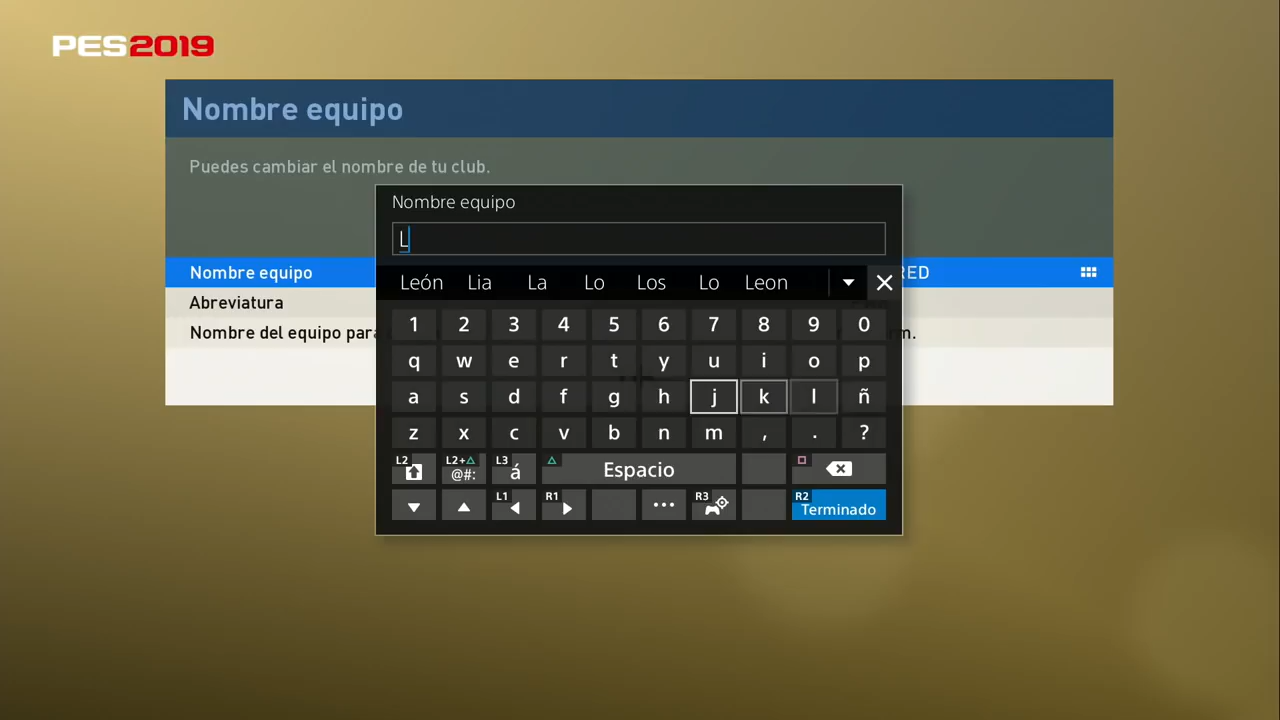 PES2019
Nombre equipo
Puedes cambiar el nombre de tu club.
Nombre equipo
L
Nombre equipo RED
León Lia La Lo Los Lo Leon
Abreviatura
Nombre del equipo para m.
1 2 3 4 5 6 7 8 9 0
q w e r t y u i o p
a s d f g h j k l ñ
z x c v b n m , . ?
L2 L2+△ @#: L3 á △ Espacio
L1 R1 ... R3 R2 Terminado